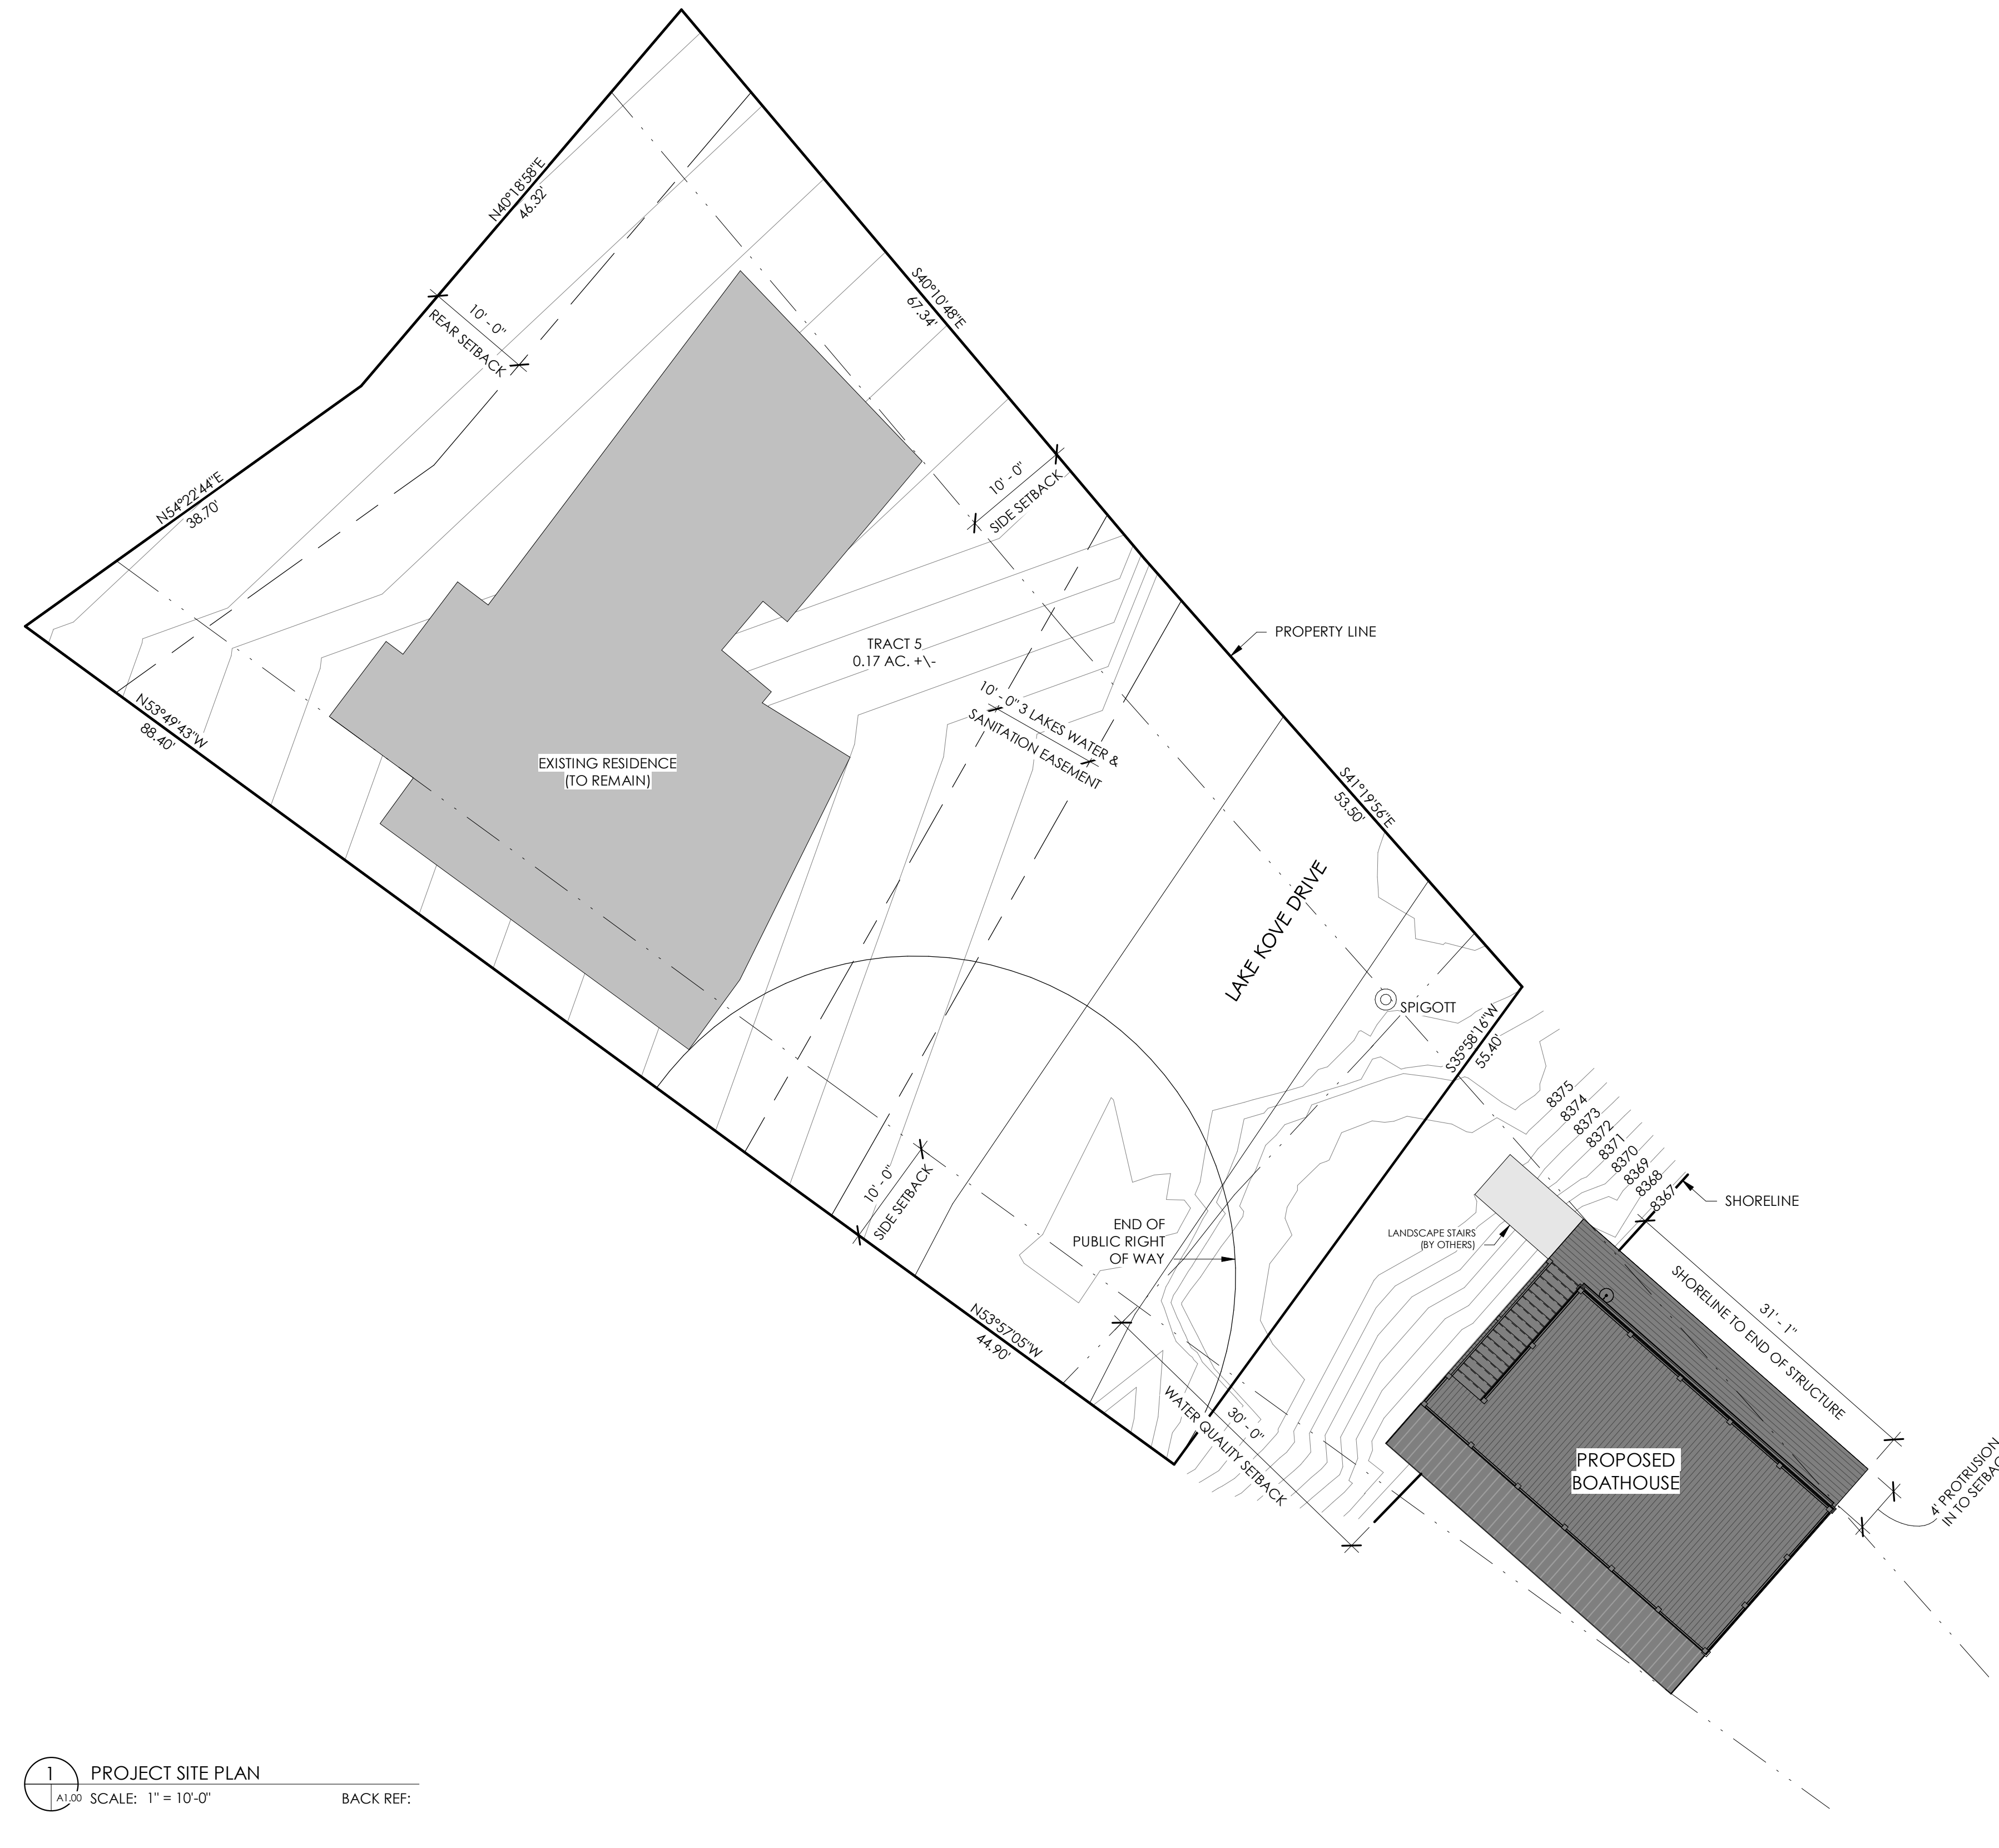 N40°18'58"E
46.32'
S40°10'48"E
67.34'
10' - 0"
REAR SETBACK
N54°22'44"E
38.70'
10' - 0"
SIDE SETBACK
PROPERTY LINE
TRACT 5
0.17 AC. +\-
10' - 0" 3 LAKES WATER &
SANITATION EASEMENT
N53°49'43"W
88.40'
EXISTING RESIDENCE
(TO REMAIN)
S41°19'56"E
53.50'
LAKE KOVE DRIVE
SPIGOTT
S35°58'16"W
55.40'
8375
8374
8373
8372
8371
8370
8369
8368
8367
SHORELINE
10' - 0"
SIDE SETBACK
END OF
PUBLIC RIGHT
OF WAY
LANDSCAPE STAIRS
(BY OTHERS)
31' - 1"
SHORELINE TO END OF STRUCTURE
N53°57'05"W
44.90'
30' - 0"
WATER QUALITY SETBACK
PROPOSED
BOATHOUSE
4' PROTRUSION
IN TO
1
A1.00
PROJECT SITE PLAN
SCALE: 1" = 10'-0"
BACK REF: